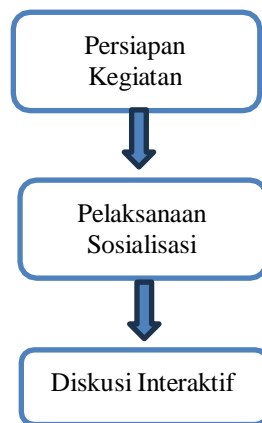 Persiapan
Kegiatan
Pelaksanaan
Sosialisasi
Diskusi Interaktif